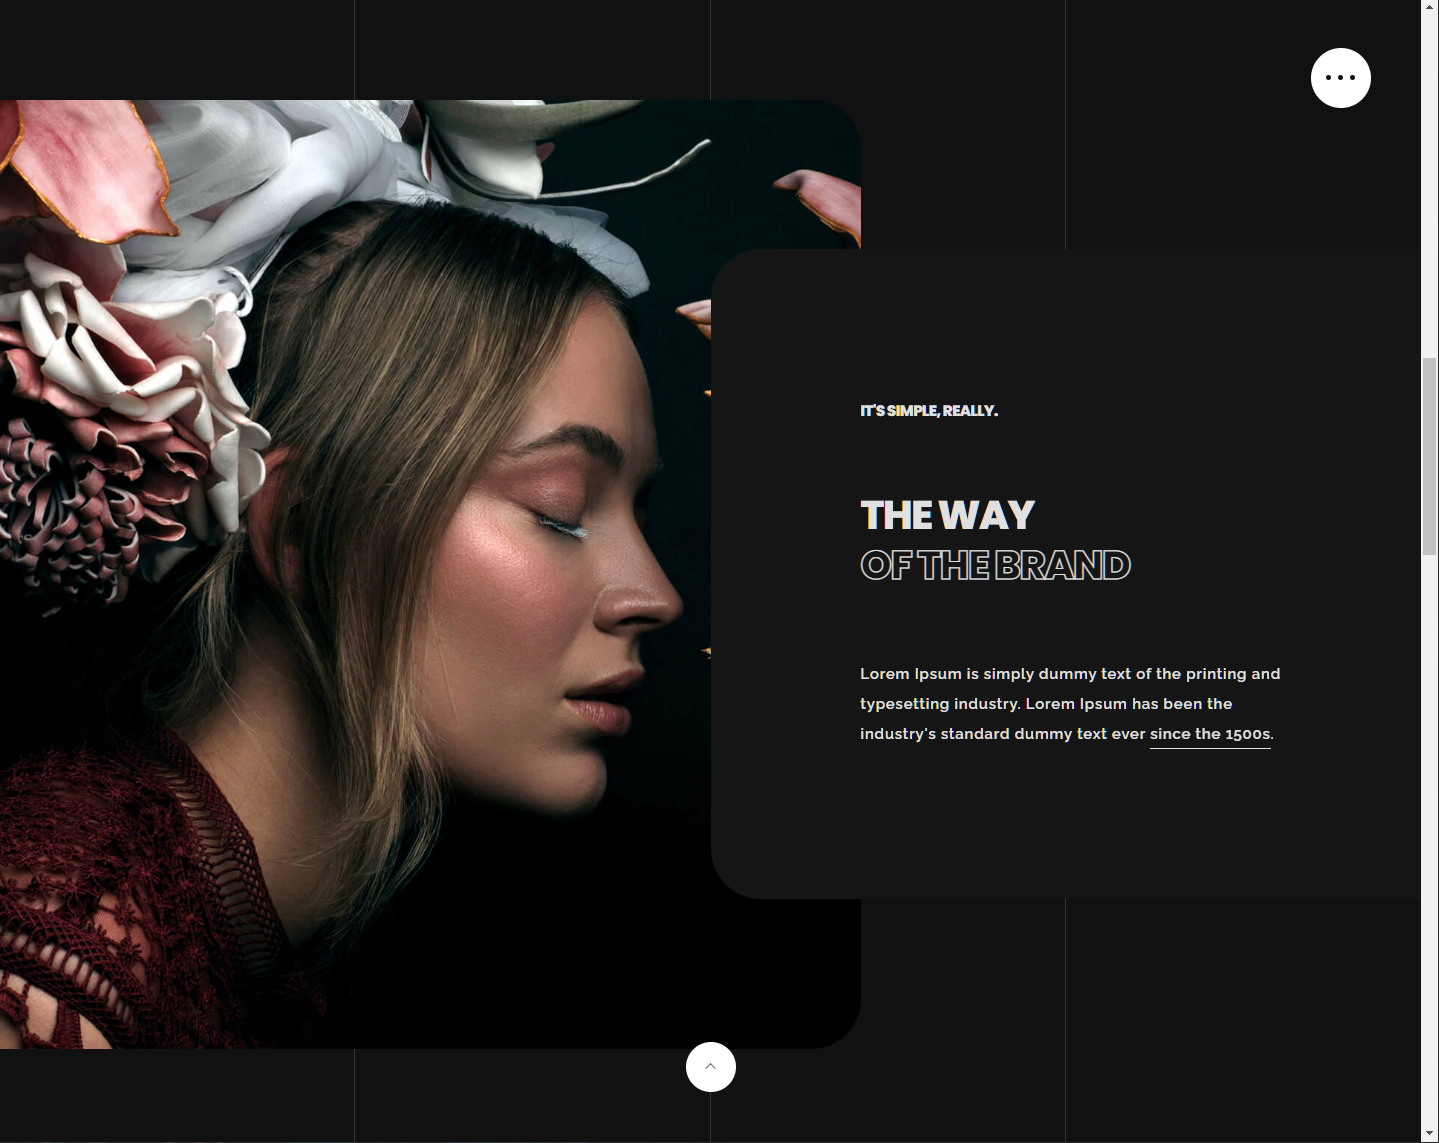 IT'S SIMPLE, REALLY.
THE WAY
OF THE BRAND
Lorem Ipsum is simply dummy text of the printing and
typesetting industry. Lorem Ipsum has been the
industry's standard dummy text ever since the 1500s.